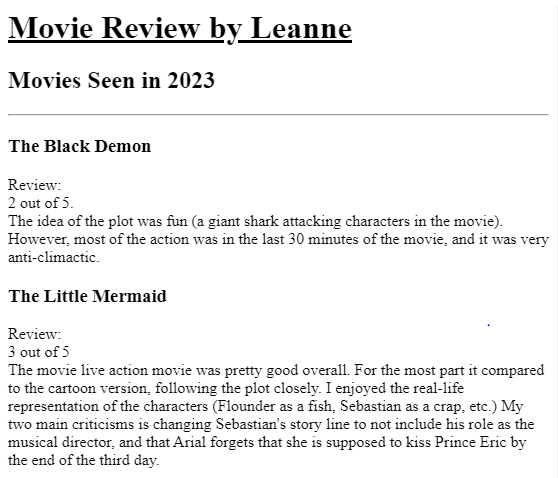 Movie Review by Leanne
Movies Seen in 2023
The Black Demon
Review:
2 out of 5.
The idea of the plot was fun (a giant shark attacking characters in the movie).
However, most of the action was in the last 30 minutes of the movie, and it was very
anti-climactic.
The Little Mermaid
Review:
3 out of 5
The movie live action movie was pretty good overall. For the most part it compared
to the cartoon version, following the plot closely. I enjoyed the real-life
representation of the characters (Flounder as a fish, Sebastian as a crap, etc.) My
two main criticisms is changing Sebastian's story line to not include his role as the
musical director, and that Arial forgets that she is supposed to kiss Prince Eric by
the end of the third day.